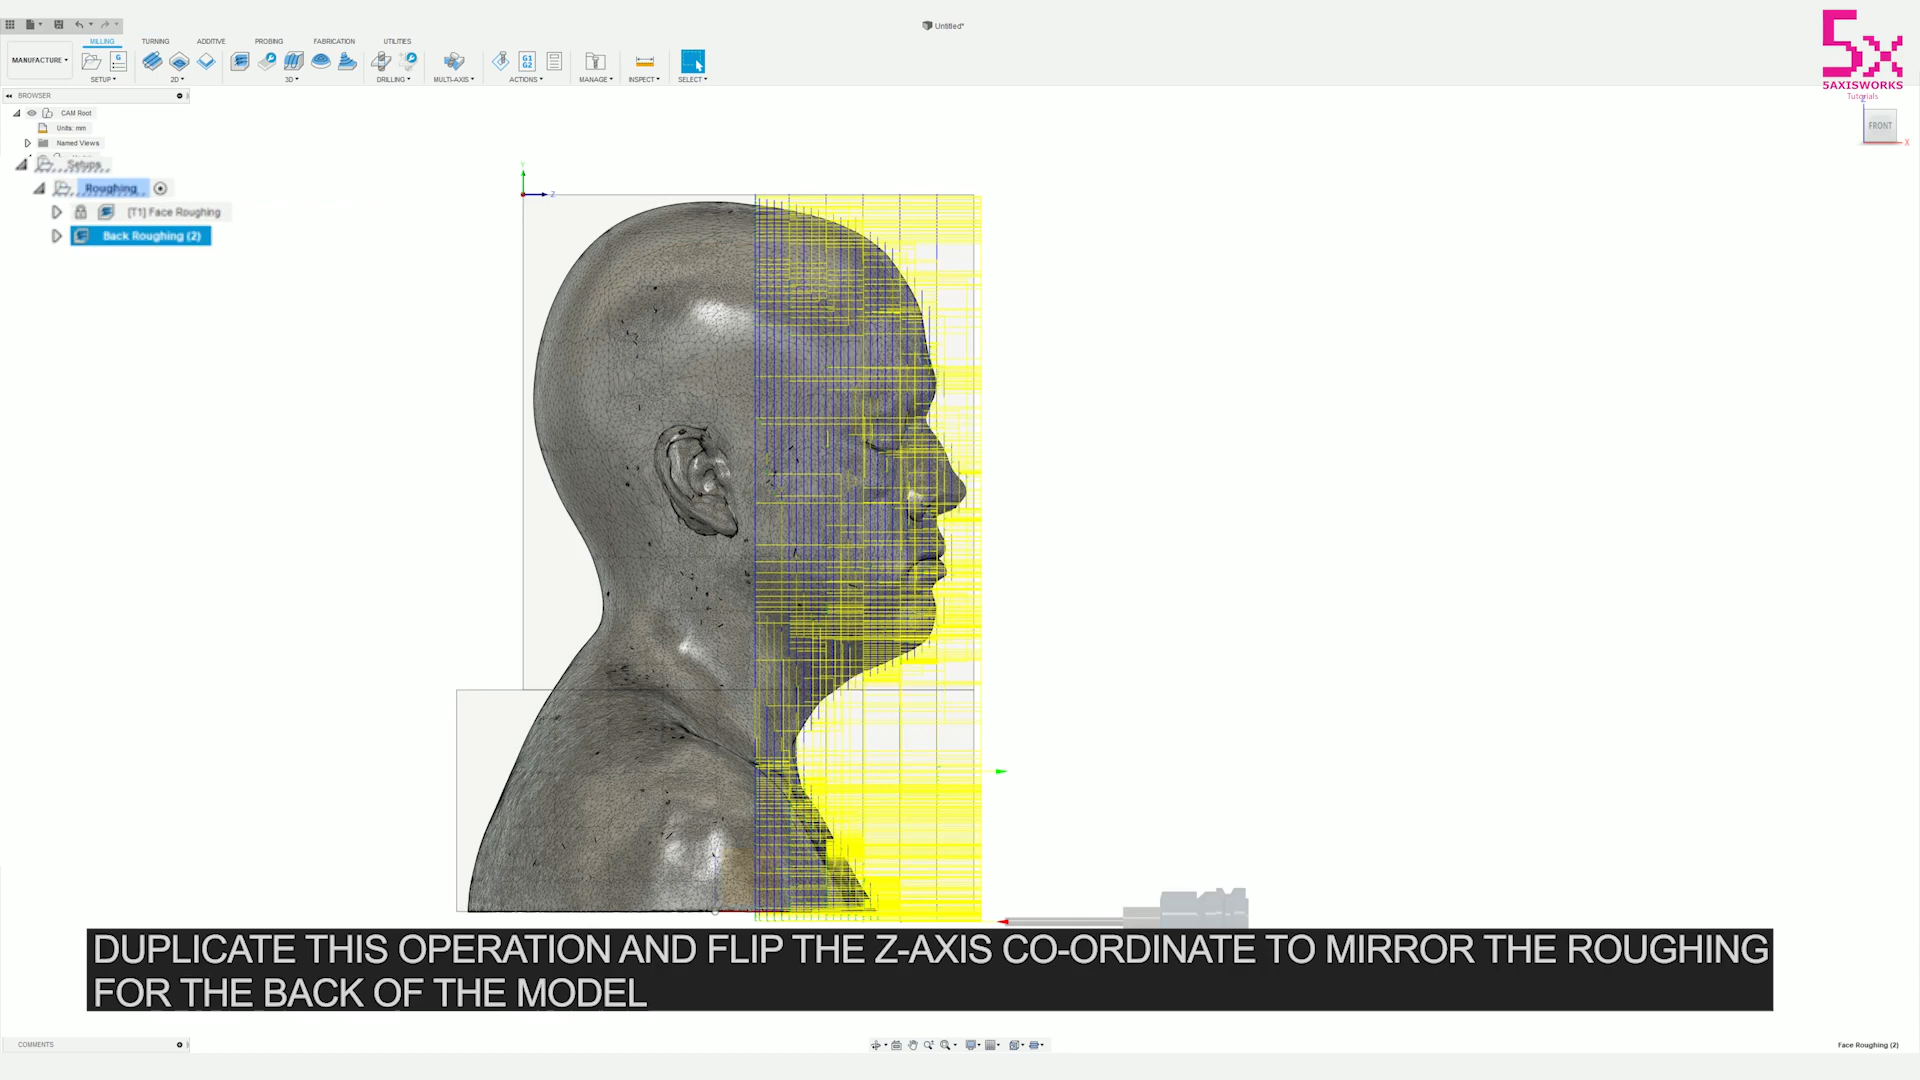 Untitled*
MILLING TURNING ADDITIVE PROBING FABRICATION UTILITIES
MANUFACTURE
G1
G2
SETUP 2D 3D DRILLING MULTI-AXIS ACTIONS MANAGE INSPECT SELECT
5X
5AXISWORKS
Tutorials
BROWSER
CAM Root
Units: mm
Named Views
Setups
Roughing
[T1] Face Roughing
Back Roughing (2)
Z
FRONT
X
Y
Z
DUPLICATE THIS OPERATION AND FLIP THE Z-AXIS CO-ORDINATE TO MIRROR THE ROUGHING
FOR THE BACK OF THE MODEL
COMMENTS
Face Roughing (2)